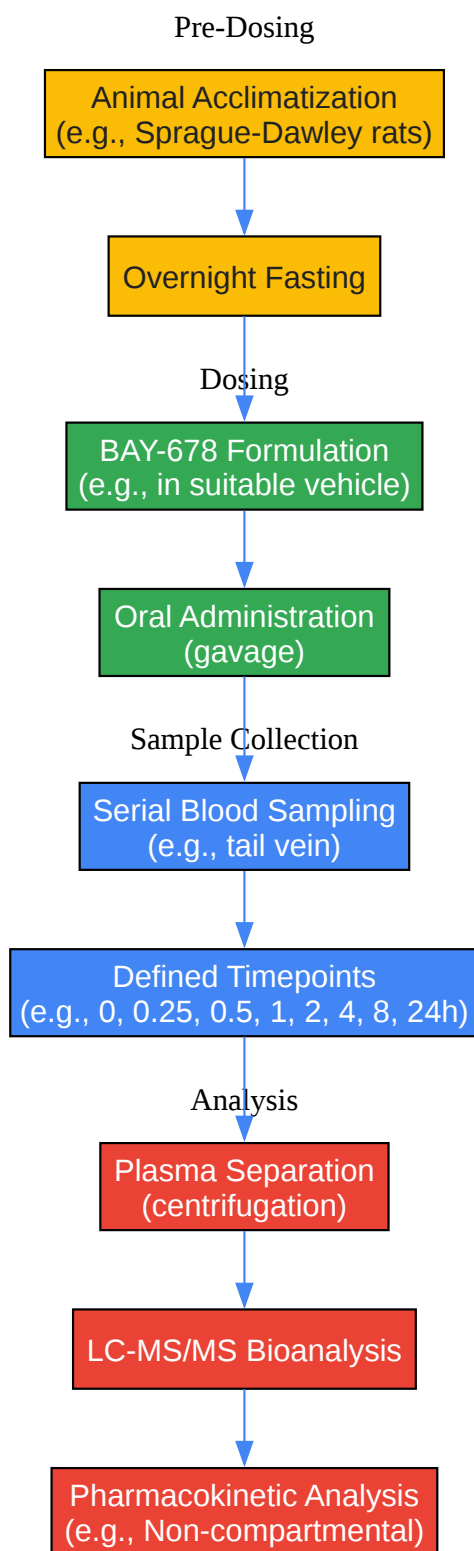 Pre-Dosing
Animal Acclimatization
(e.g., Sprague-Dawley rats)
Overnight Fasting
Dosing
BAY-678 Formulation
(e.g., in suitable vehicle)
Oral Administration
(gavage)
Sample Collection
Serial Blood Sampling
(e.g., tail vein)
Defined Timepoints
(e.g., 0, 0.25, 0.5, 1, 2, 4, 8, 24h)
Analysis
Plasma Separation
(centrifugation)
LC-MS/MS Bioanalysis
Pharmacokinetic Analysis
(e.g., Non-compartmental)